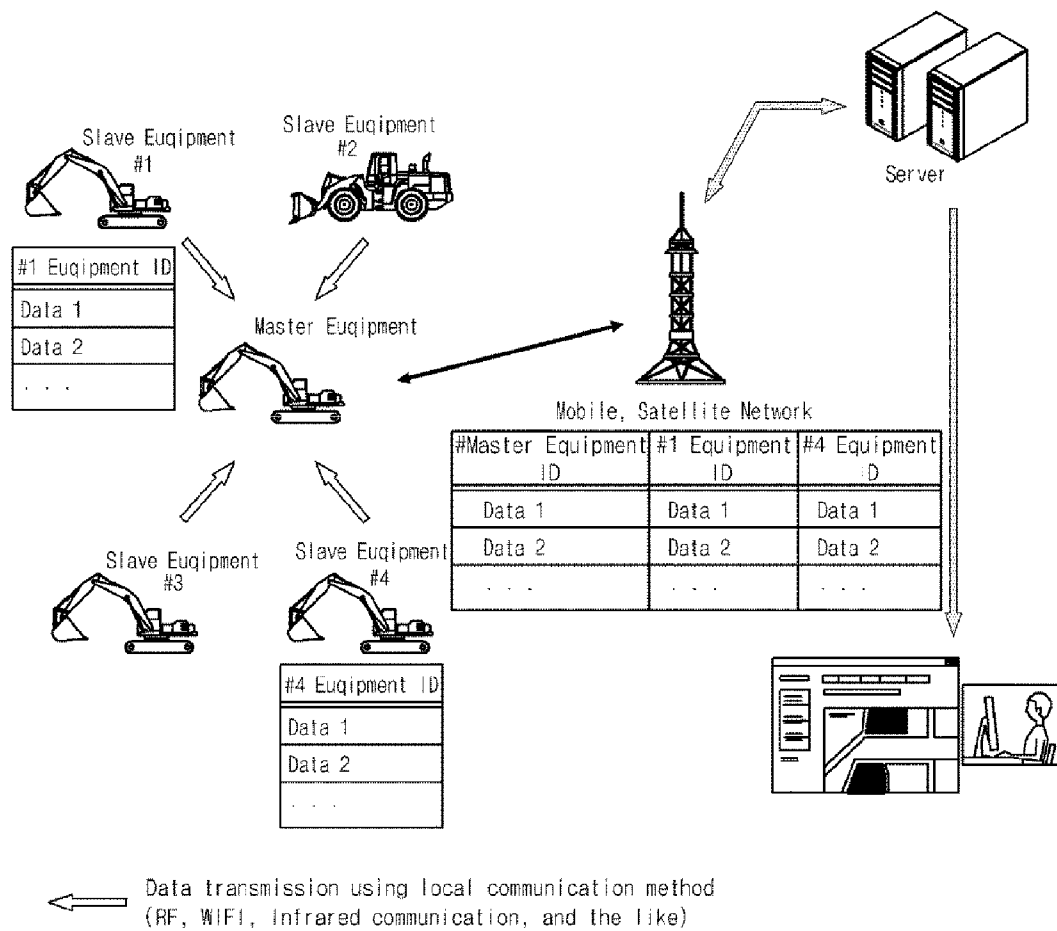 Slave Euqipment
#1
Slave Euqipment
#2
Server
#1 Euqipment ID
Data 1
Data 2
. . .
Master Euqipment
Mobile, Satellite Network
#Master Equipment ID
#1 Equipment ID
#4 Equipment ID
Data 1
Data 1
Data 1
Data 2
Data 2
Data 2
. . .
. . .
. . .
Slave Euqipment
#3
Slave Euqipment
#4
#4 Euqipment ID
Data 1
Data 2
. . .
Data transmission using local communication method
(RF, WIFI, Infrared communication, and the like)